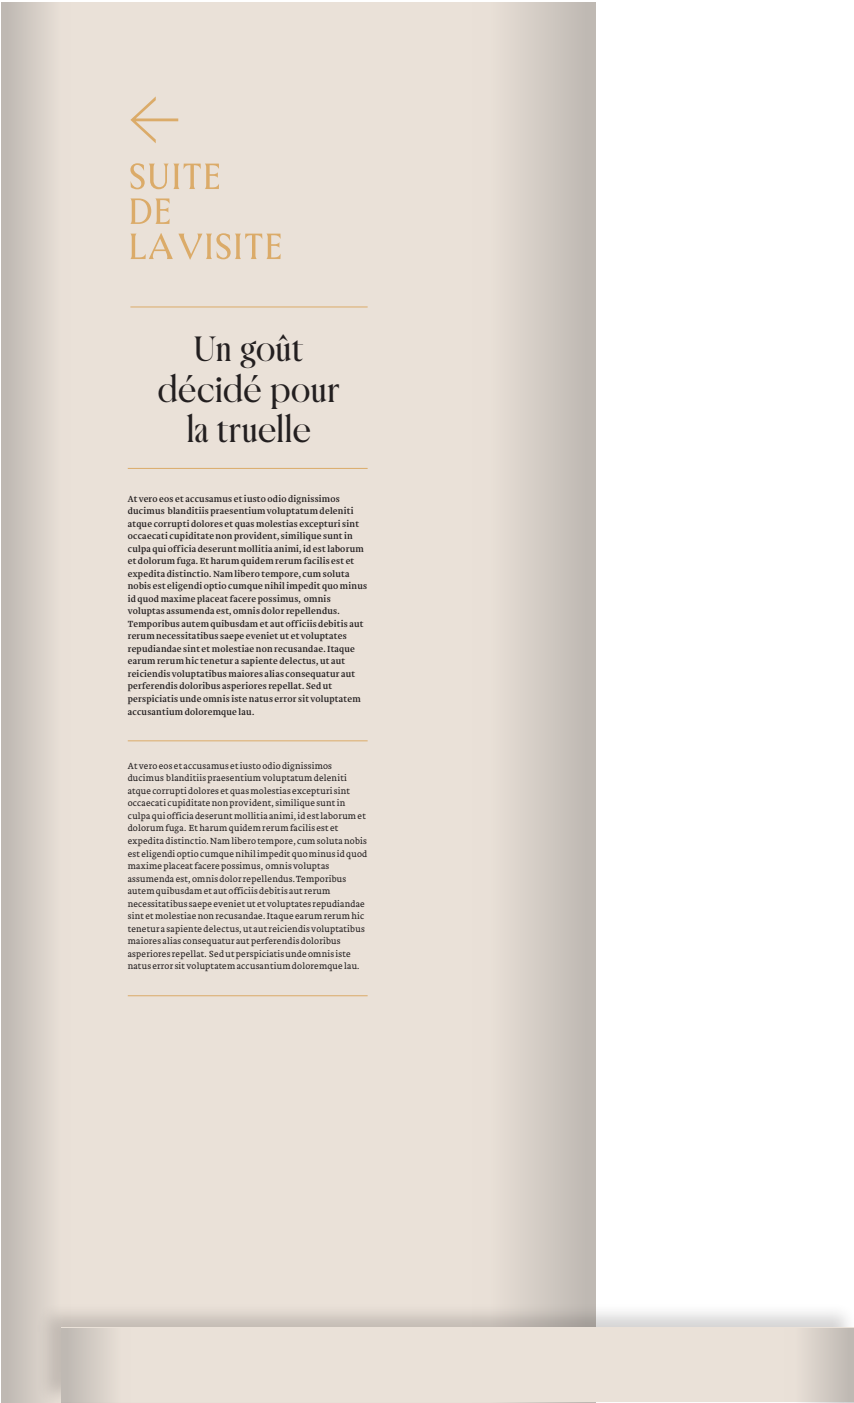 SUITE
DE
LA VISITE
Un goût
décidé pour
la truelle
At vero eos et accusamus et iusto odio dignissimos
ducimus blanditiis praesentium voluptatum deleniti
atque corrupti dolores et quas molestias excepturi sint
occaecati cupiditate non provident, similique sunt in
culpa qui officia deserunt mollitia animi, id est laborum
et dolorum fuga. Et harum quidem rerum facilis est et
expedita distinctio. Nam libero tempore, cum soluta
nobis est eligendi optio cumque nihil impedit quo minus
id quod maxime placeat facere possimus, omnis
voluptas assumenda est, omnis dolor repellendus.
Temporibus autem quibusdam et aut officiis debitis aut
rerum necessitatibus saepe eveniet ut et voluptates
repudiandae sint et molestiae non recusandae. Itaque
earum rerum hic tenetur a sapiente delectus, ut aut
reiciendis voluptatibus maiores alias consequatur aut
perferendis doloribus asperiores repellat. Sed ut
perspiciatis unde omnis iste natus error sit voluptatem
accusantium doloremque lau.
At vero eos et accusamus et iusto odio dignissimos
ducimus blanditiis praesentium voluptatum deleniti
atque corrupti dolores et quas molestias excepturi sint
occaecati cupiditate non provident, similique sunt in
culpa qui officia deserunt mollitia animi, id est laborum et
dolorum fuga. Et harum quidem rerum facilis est et
expedita distinctio. Nam libero tempore, cum soluta nobis
est eligendi optio cumque nihil impedit quo minus id quod
maxime placeat facere possimus, omnis voluptas
assumenda est, omnis dolor repellendus. Temporibus
autem quibusdam et aut officiis debitis aut rerum
necessitatibus saepe eveniet ut et voluptates repudiandae
sint et molestiae non recusandae. Itaque earum rerum hic
tenetur a sapiente delectus, ut aut reiciendis voluptatibus
maiores alias consequatur aut perferendis doloribus
asperiores repellat. Sed ut perspiciatis unde omnis iste
natus error sit voluptatem accusantium doloremque lau.